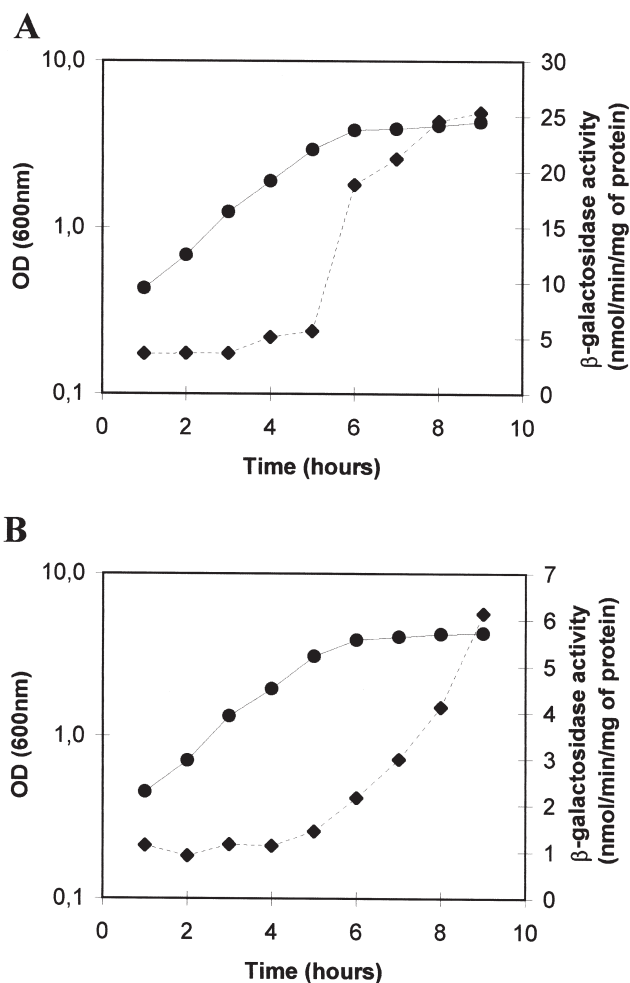 A
10,0
1,0
0,1
OD (600nm)
30
25
20
15
10
5
0
β-galactosidase activity
(nmol/min/mg of protein)
0 2 4 6 8 10
Time (hours)
B
10,0
1,0
0,1
OD (600nm)
7
6
5
4
3
2
1
0
β-galactosidase activity
(nmol/min/mg of protein)
0 2 4 6 8 10
Time (hours)